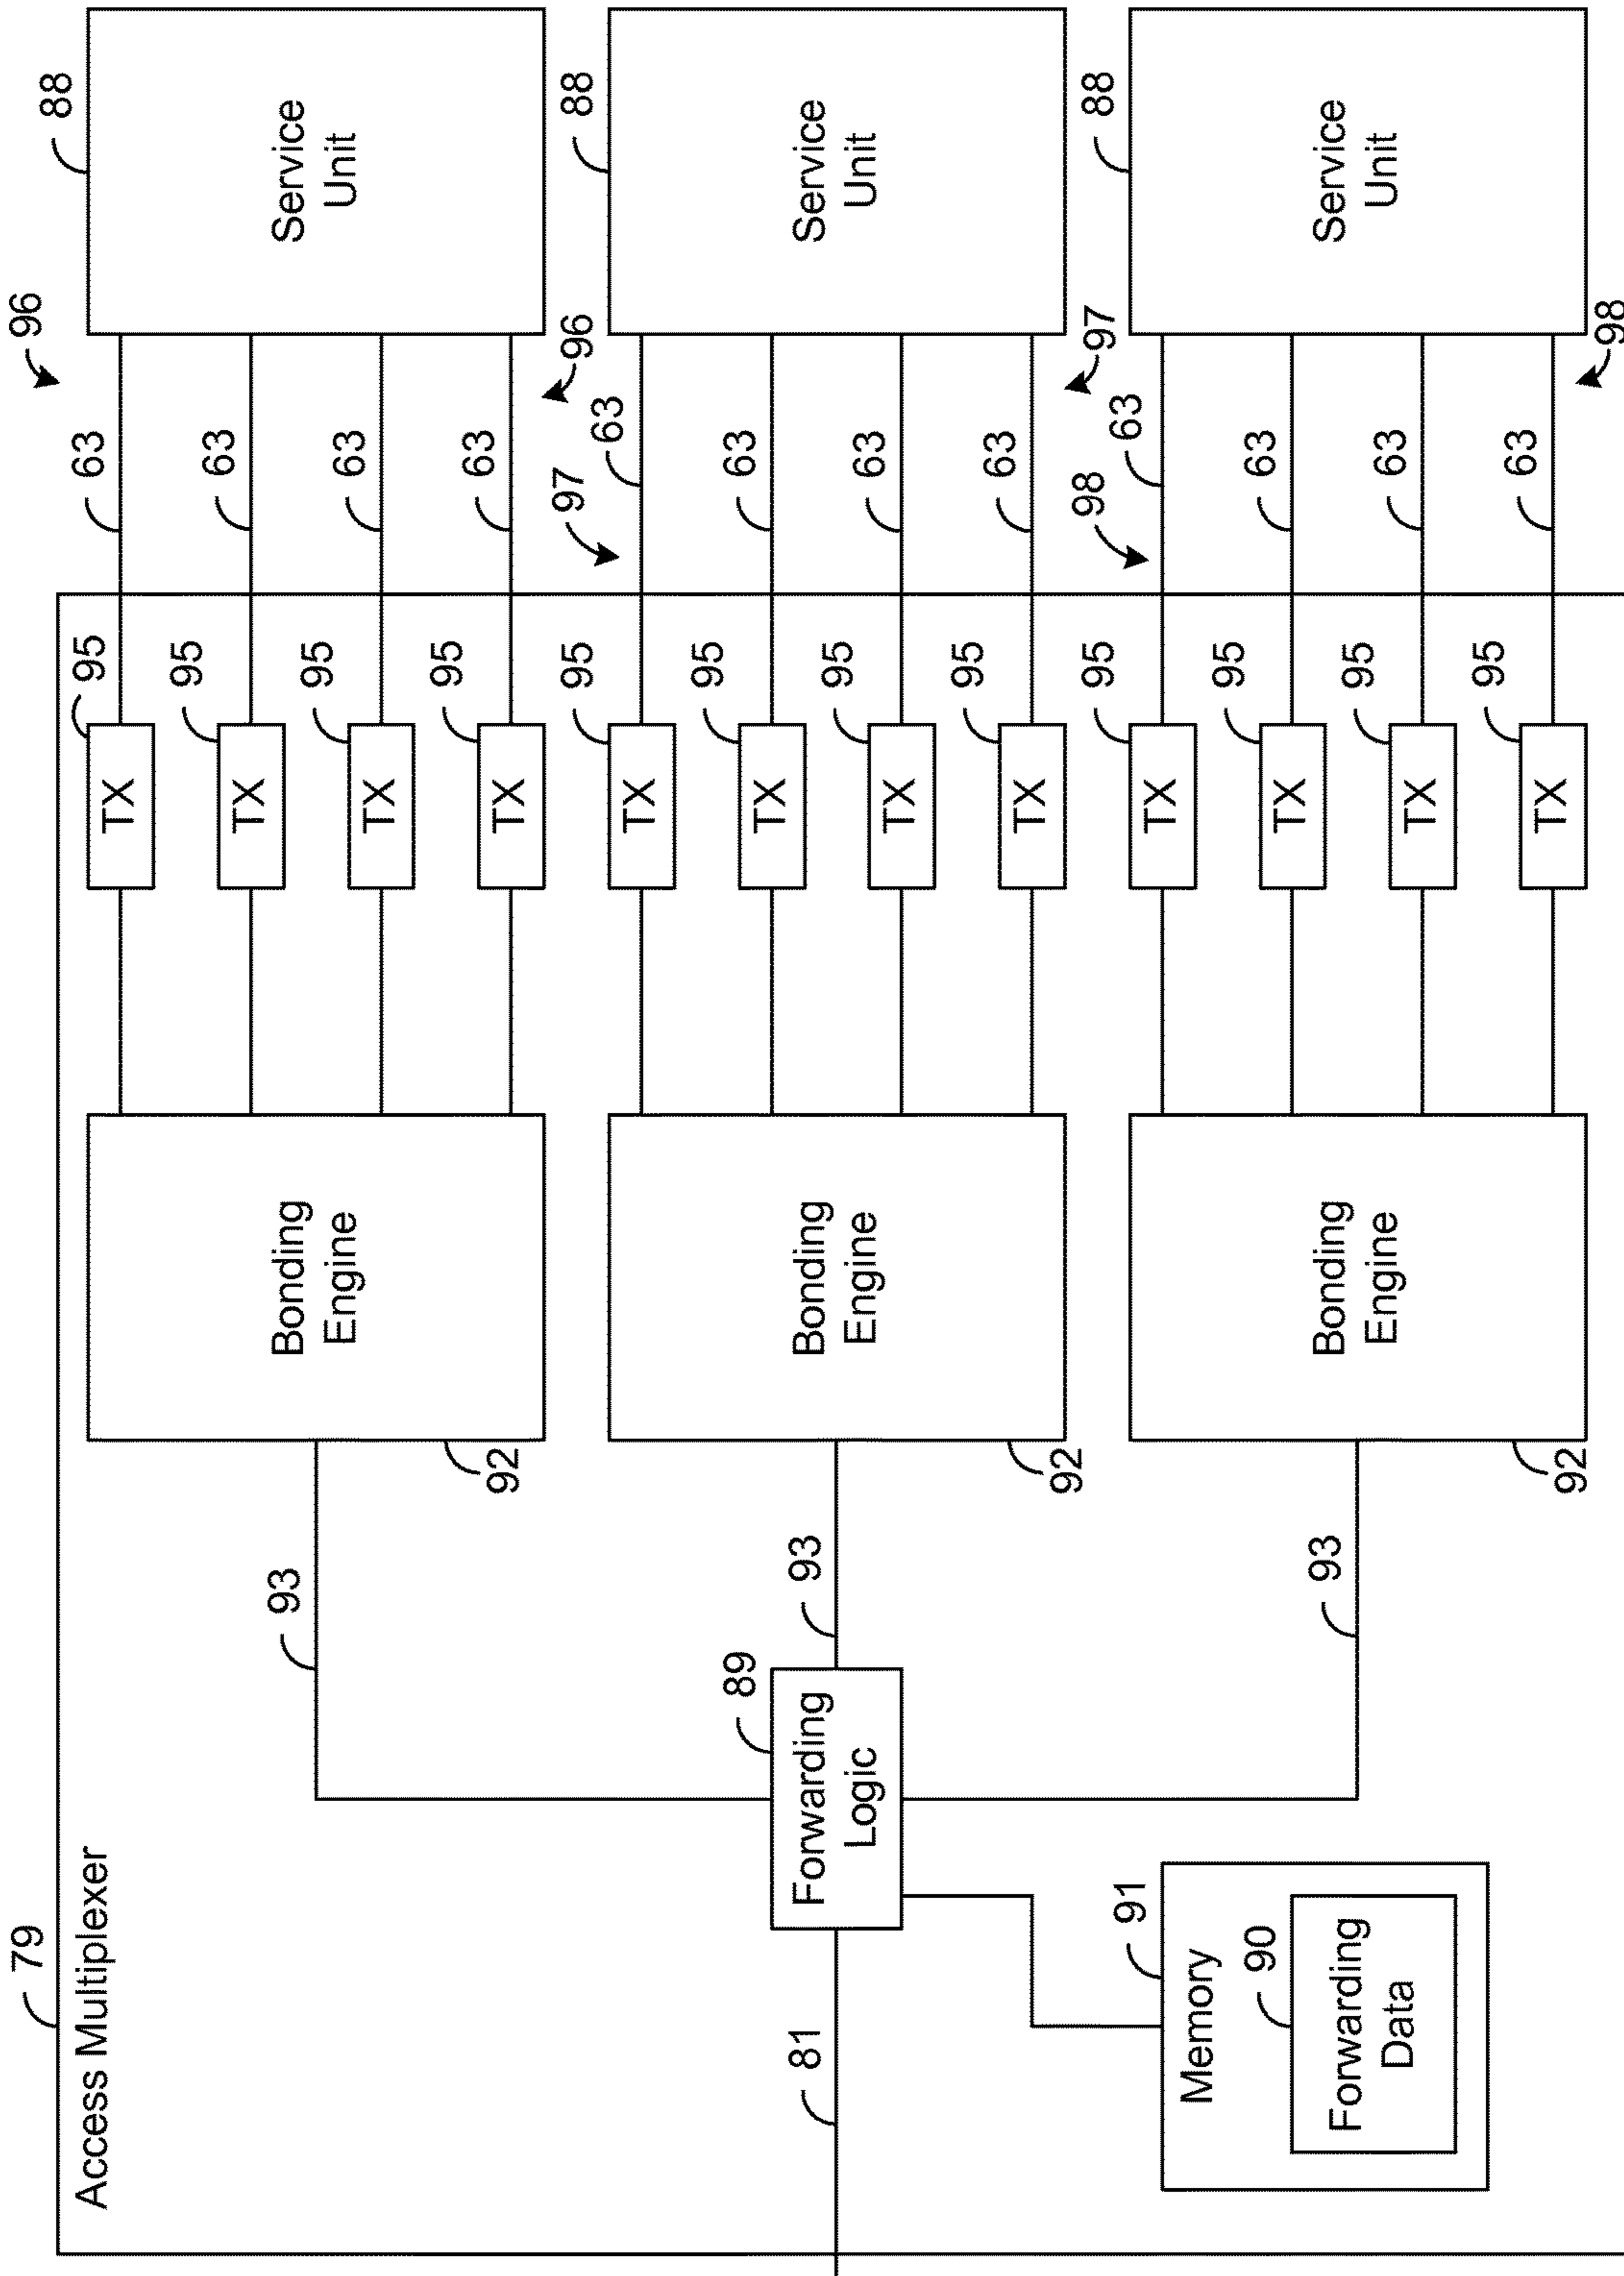 79
Access Multiplexer
81
Forwarding
Logic
89
Memory
91
Forwarding
Data
90
93
93
93
Bonding
Engine
92
Bonding
Engine
92
Bonding
Engine
92
TX
95
TX
95
TX
95
TX
95
TX
95
TX
95
TX
95
TX
95
TX
95
TX
95
TX
95
TX
95
63
63
63
63
63
63
63
63
63
63
63
63
96
96
97
97
98
98
Service
Unit
88
Service
Unit
88
Service
Unit
88